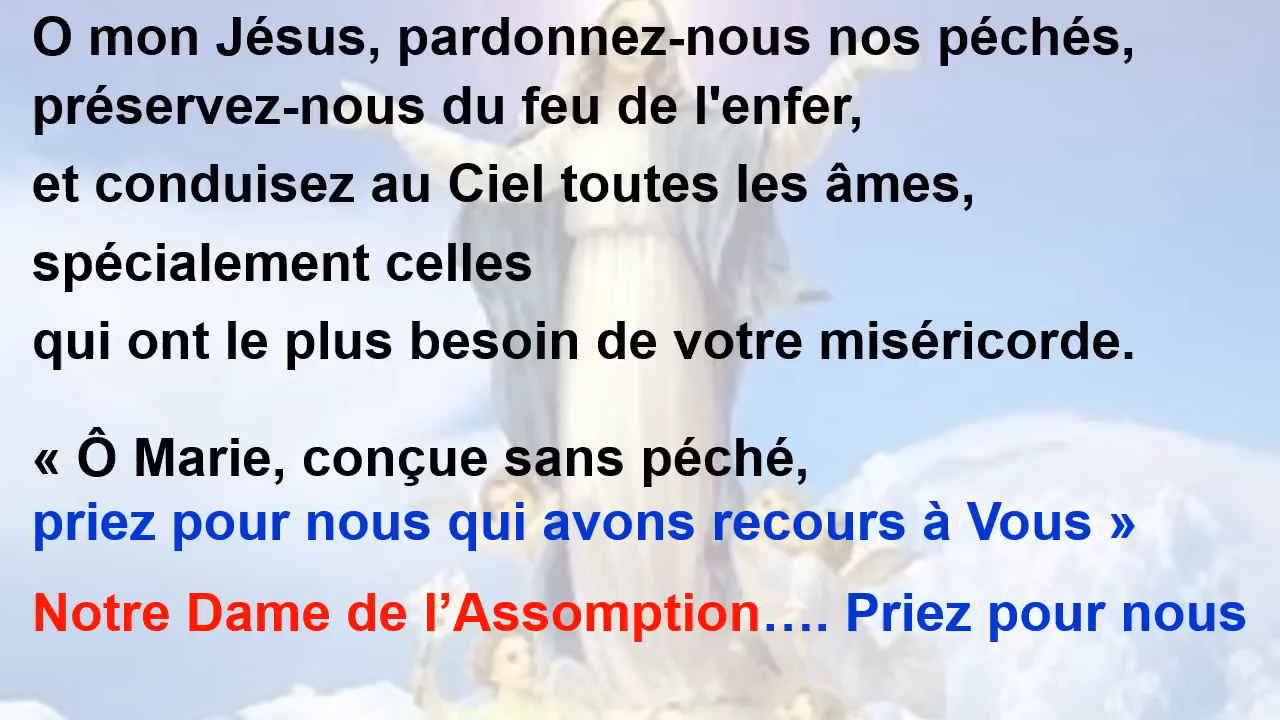 O mon Jésus, pardonnez-nous nos péchés,
préservez-nous du feu de l'enfer,
et conduisez au Ciel toutes les âmes,
spécialement celles
qui ont le plus besoin de votre miséricorde.
« Ô Marie, conçue sans péché,
priez pour nous qui avons recours à Vous »
Notre Dame de l’Assomption…. Priez pour nous